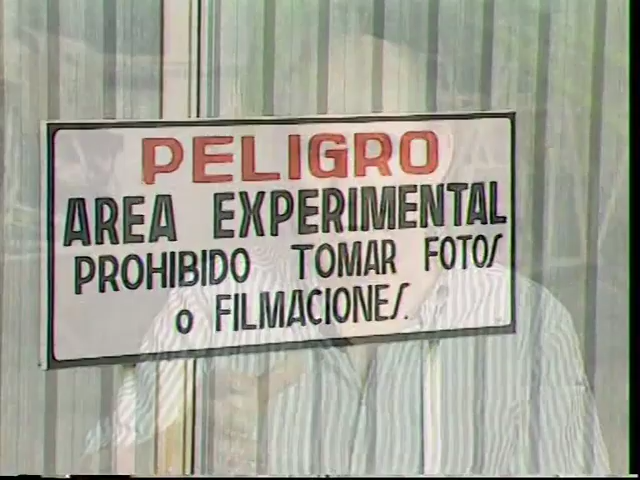 PELIGRO
AREA EXPERIMENTAL
PROHIBIDO TOMAR FOTOS
o FILMACIONES.